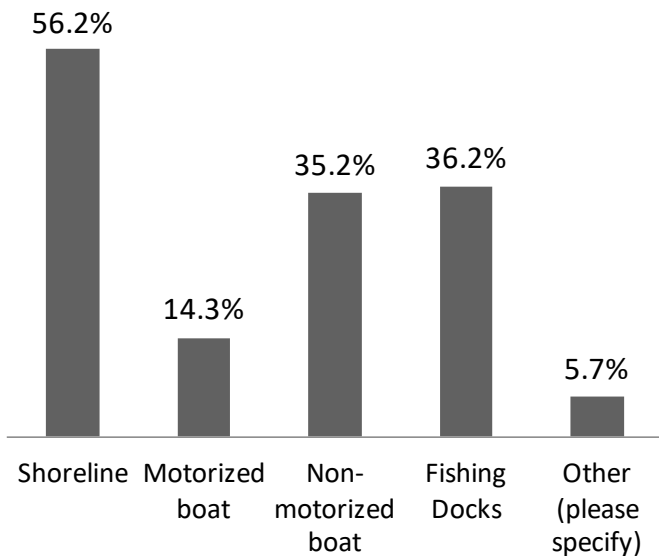 56.2%
14.3%
35.2%
36.2%
5.7%
Shoreline
Motorized
boat
Non-
motorized
boat
Fishing
Docks
Other
(please
specify)